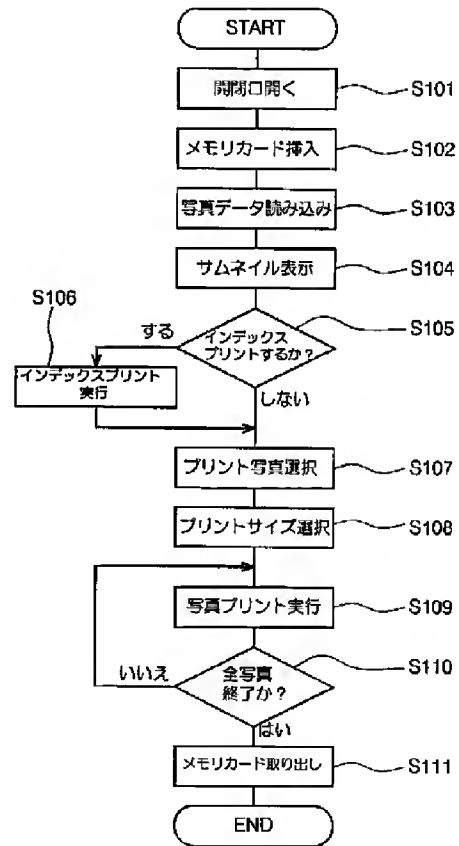 START
開閉口開く
S101
メモリカード挿入
S102
写真データ読み込み
S103
サムネイル表示
S104
S106
する
インデックス
プリントするか？
S105
インデックスプリント
実行
しない
プリント写真選択
S107
プリントサイズ選択
S108
写真プリント実行
S109
いいえ
全写真
終了か？
S110
はい
メモリカード取り出し
S111
END